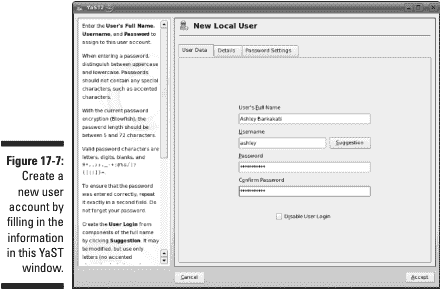 YaST2
Enter the User's Full Name,
Username, and Password to
assign to this user account.
When entering a password,
distinguish between uppercase
and lowercase. Passwords
should not contain any special
characters, such as accented
characters.
With the current password
encryption (Blowfish), the
password length should be
between 5 and 72 characters.
Valid password characters are
letters, digits, blanks, and
To ensure that the password
was entered correctly, repeat
it exactly in a second field. Do
not forget your password.
Create the User Login from
components of the full name
by clicking Suggestion. It may
be modified, but use only
letters (no accented
New Local User
User Data
Details
Password Settings
User's Full Name
Ashley Barkakati
Username
ashley
Suggestion
Password
Confirm Password
Disable User Login
Cancel
Accept
Figure 17-7:
Create a
new user
account by
filling in the
information
in this YaST
window.